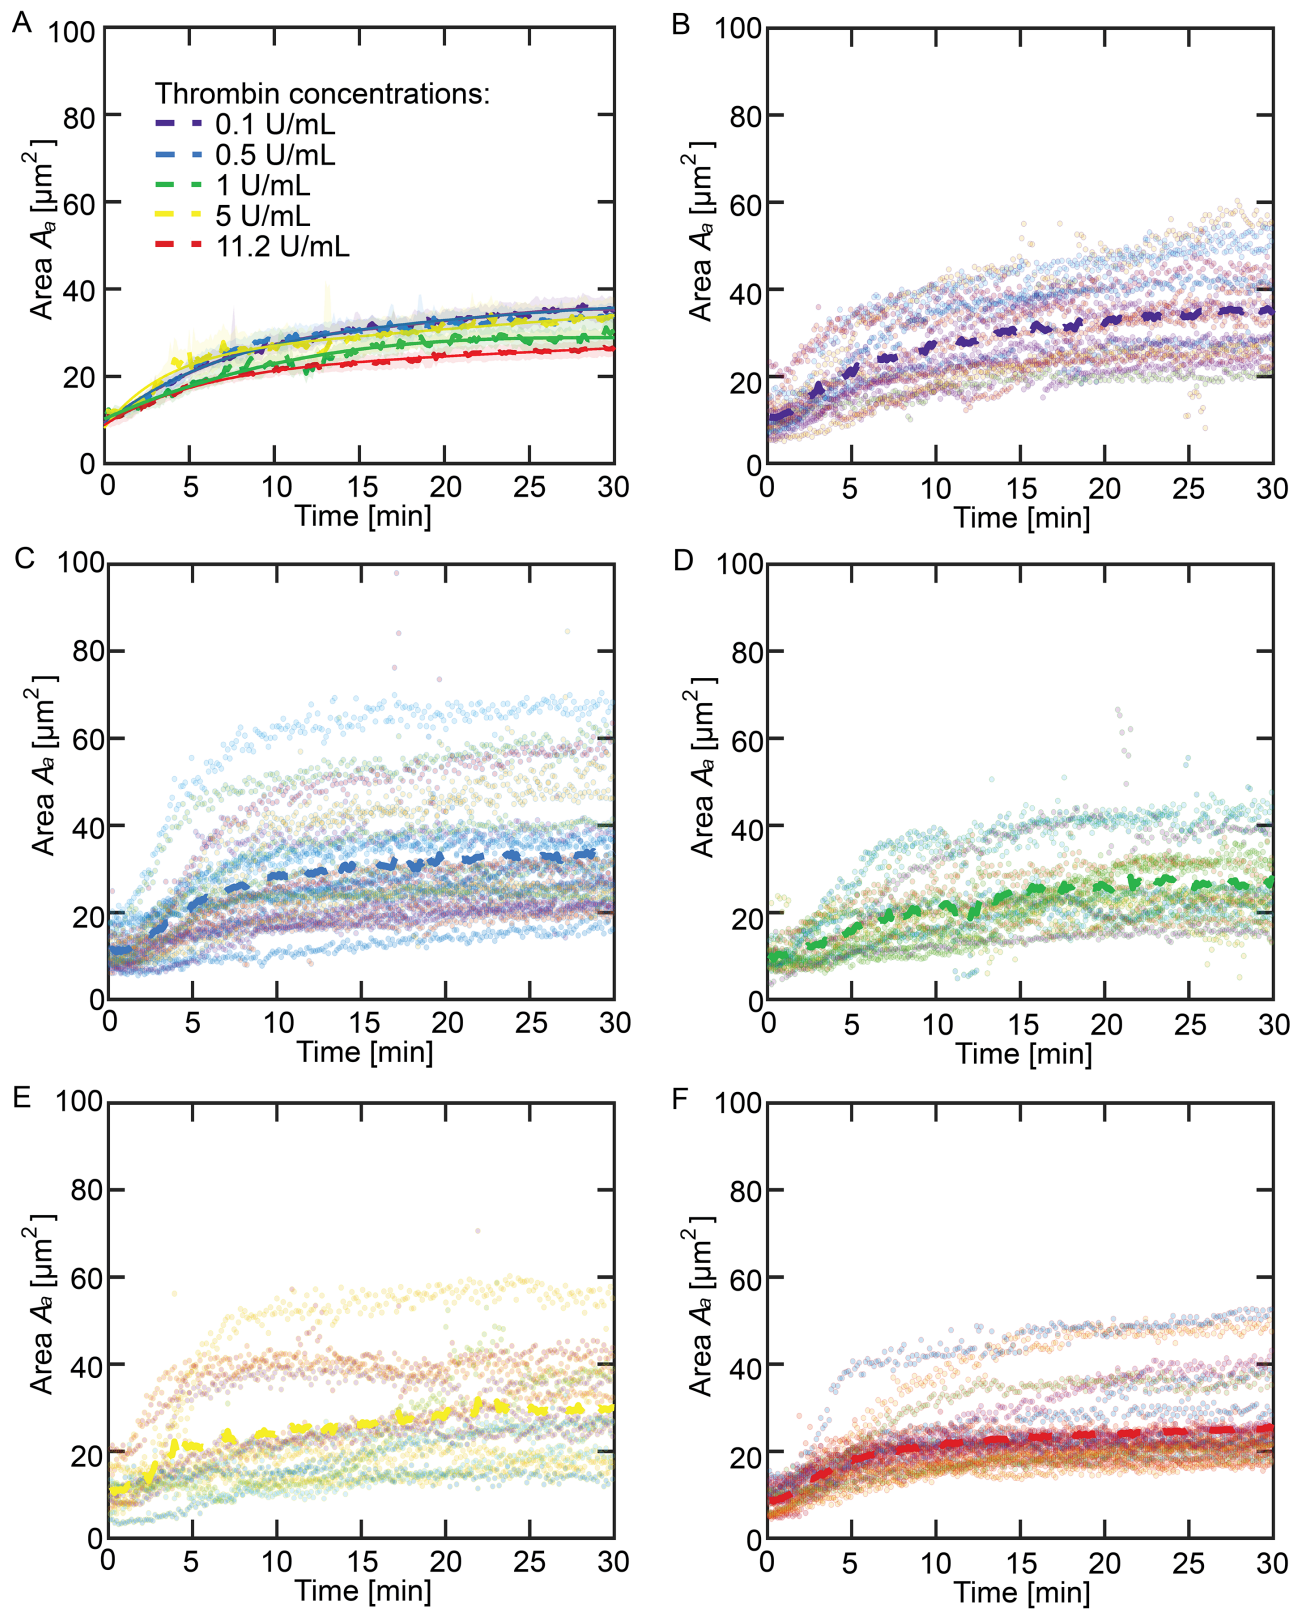 A
100
80
60
40
20
0
Area Aa [µm2]
Thrombin concentrations:
0.1 U/mL
0.5 U/mL
1 U/mL
5 U/mL
11.2 U/mL
0 5 10 15 20 25 30
Time [min]
B
100
80
60
40
20
0
Area Aa [µm2]
0 5 10 15 20 25 30
Time [min]
C
100
80
60
40
20
0
Area Aa [µm2]
0 5 10 15 20 25 30
Time [min]
D
100
80
60
40
20
0
Area Aa [µm2]
0 5 10 15 20 25 30
Time [min]
E
100
80
60
40
20
0
Area Aa [µm2]
0 5 10 15 20 25 30
Time [min]
F
100
80
60
40
20
0
Area Aa [µm2]
0 5 10 15 20 25 30
Time [min]